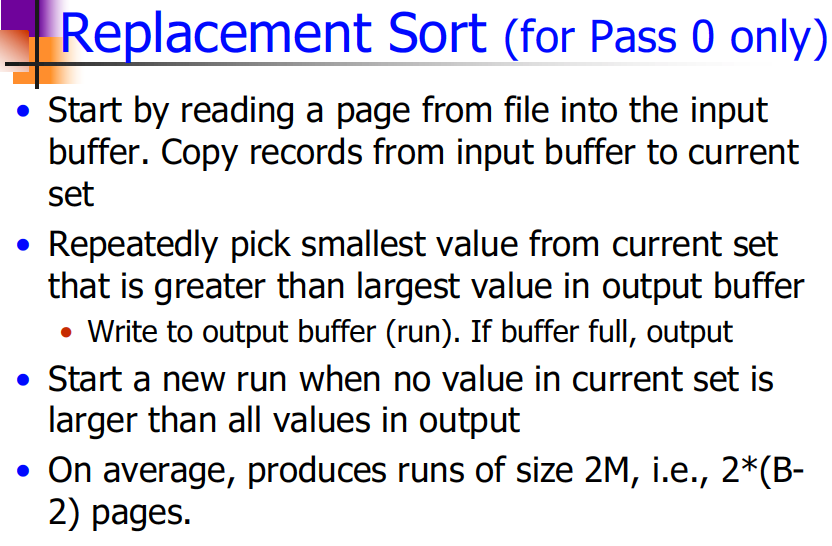 Replacement Sort (for Pass 0 only)
• Start by reading a page from file into the input
buffer. Copy records from input buffer to current
set
• Repeatedly pick smallest value from current set
that is greater than largest value in output buffer
• Write to output buffer (run). If buffer full, output
• Start a new run when no value in current set is
larger than all values in output
• On average, produces runs of size 2M, i.e., 2*(B-
2) pages.